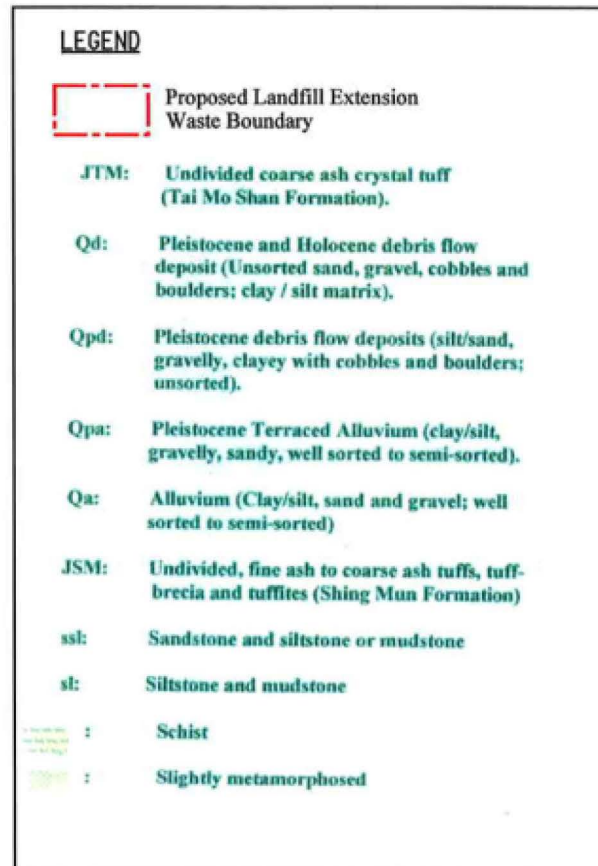 LEGEND
Proposed Landfill Extension
Waste Boundary
JTM: Undivided coarse ash crystal tuff
(Tai Mo Shan Formation).
Qd: Pleistocene and Holocene debris flow
deposit (Unsorted sand, gravel, cobbles and
boulders; clay / silt matrix).
Qpd: Pleistocene debris flow deposits (silt/sand,
gravelly, clayey with cobbles and boulders;
unsorted).
Qpa: Pleistocene Terraced Alluvium (clay/silt,
gravelly, sandy, well sorted to semi-sorted).
Qa: Alluvium (Clay/silt, sand and gravel; well
sorted to semi-sorted)
JSM: Undivided, fine ash to coarse ash tuffs, tuff-
brecia and tuffites (Shing Mun Formation)
ssl: Sandstone and siltstone or mudstone
sl: Siltstone and mudstone
: Schist
: Slightly metamorphosed